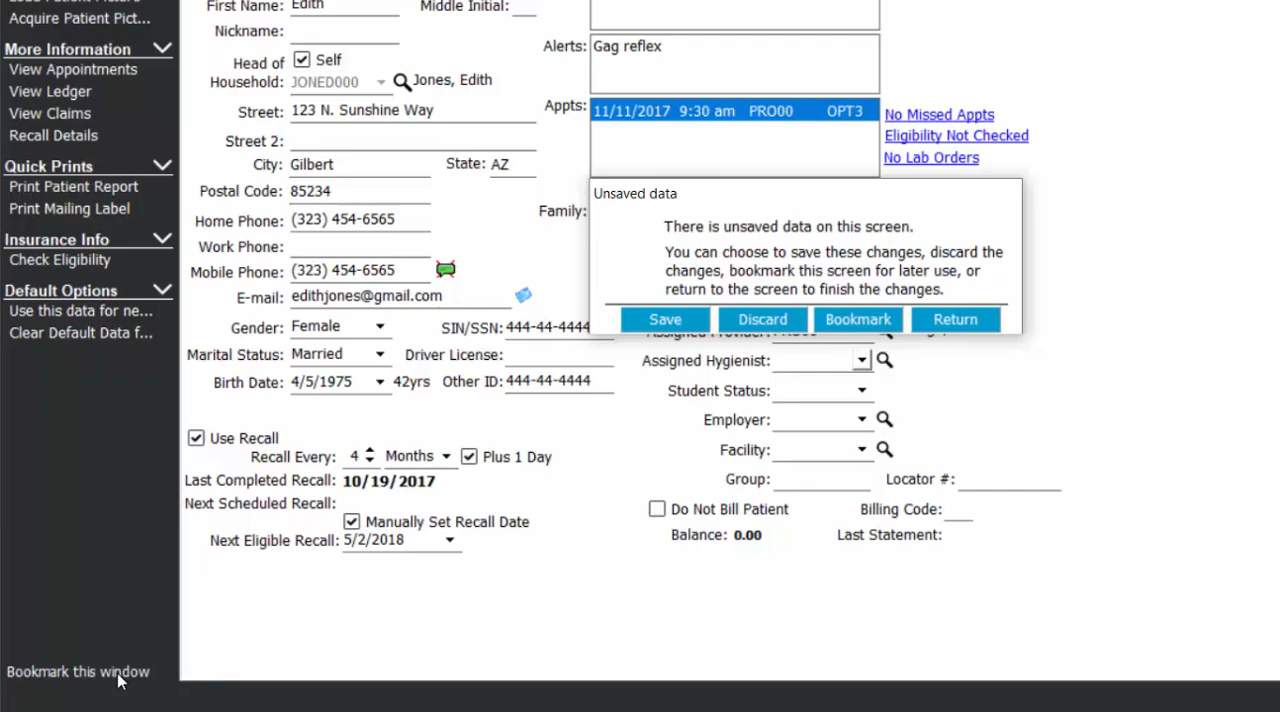 Acquire Patient Pict...
More Information
View Appointments
View Ledger
View Claims
Recall Details
Quick Prints
Print Patient Report
Print Mailing Label
Insurance Info
Check Eligibility
Default Options
Use this data for ne...
Clear Default Data f...
Bookmark this window
First Name: Edith Middle Initial:
Nickname:
Head of Household: Self
JONED000 Jones, Edith
Street: 123 N. Sunshine Way
Street 2:
City: Gilbert State: AZ
Postal Code: 85234
Home Phone: (323) 454-6565
Work Phone:
Mobile Phone: (323) 454-6565
E-mail: edithjones@gmail.com
Gender: Female SIN/SSN: 444-44-4444
Marital Status: Married Driver License:
Birth Date: 4/5/1975 42yrs Other ID: 444-44-4444
Use Recall
Recall Every: 4 Months Plus 1 Day
Last Completed Recall: 10/19/2017
Next Scheduled Recall:
Manually Set Recall Date
Next Eligible Recall: 5/2/2018
Alerts: Gag reflex
Appts: 11/11/2017 9:30 am PRO00 OPT3
No Missed Appts
Eligibility Not Checked
No Lab Orders
Family:
Unsaved data
There is unsaved data on this screen.
You can choose to save these changes, discard the
changes, bookmark this screen for later use, or
return to the screen to finish the changes.
Save Discard Bookmark Return
Assigned Provider:
Assigned Hygienist:
Student Status:
Employer:
Facility:
Group: Locator #:
Do Not Bill Patient Billing Code:
Balance: 0.00 Last Statement: